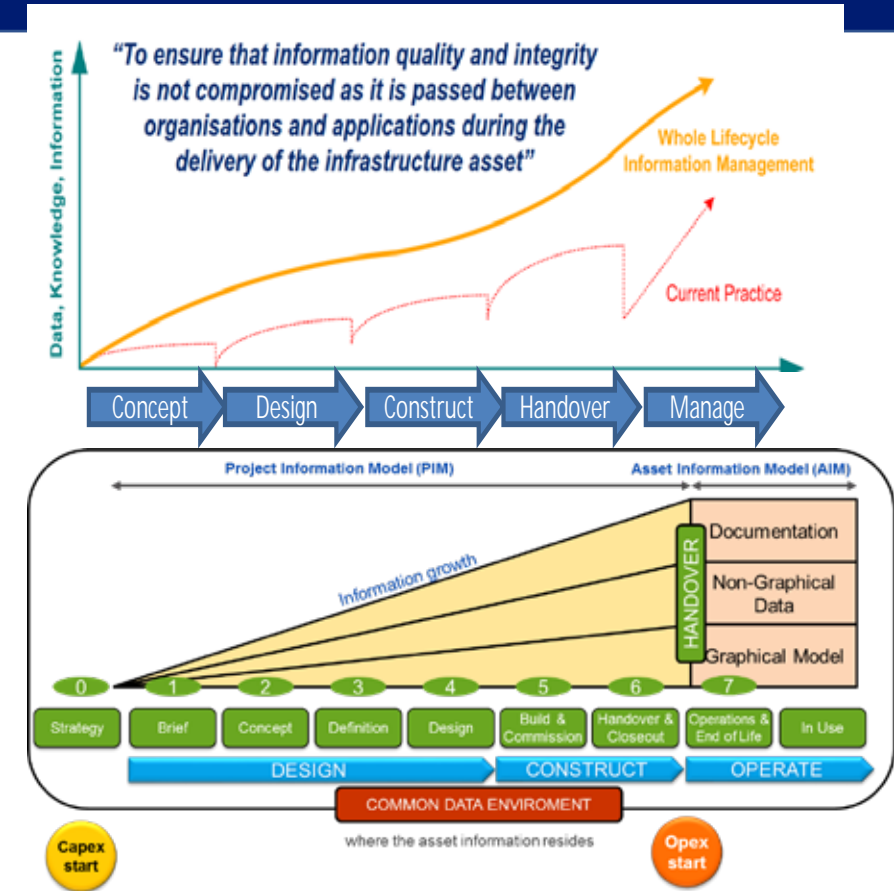 “To ensure that information quality and integrity
is not compromised as it is passed between
organisations and applications during the
delivery of the infrastructure asset”
Data, Knowledge, Information
Whole Lifecycle
Information Management
Current Practice
Concept
Design
Construct
Handover
Manage
Project Information Model (PIM)
Asset Information Model (AIM)
Information growth
HANDOVER
Documentation
Non-Graphical
Data
Graphical Model
0
1
2
3
4
5
6
7
Strategy
Brief
Concept
Definition
Design
Build &
Commission
Handover &
Closeout
Operations &
End of Life
In Use
DESIGN
CONSTRUCT
OPERATE
COMMON DATA ENVIROMENT
where the asset information resides
Capex
start
Opex
start